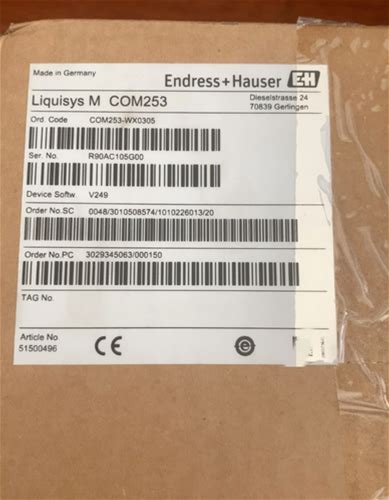 Made in Germany
Endress+Hauser EH
Liquisys M COM253
Dieselstrasse 24
70839 Gerlingen
Ord. Code COM253-WX0305
Ser. No. R90AC105G00
Device Softw. V249
Order No.SC 0048/3010508574/1010226013/20
Order No.PC 3029345063/000150
TAG No.
Article No
51500496
CE